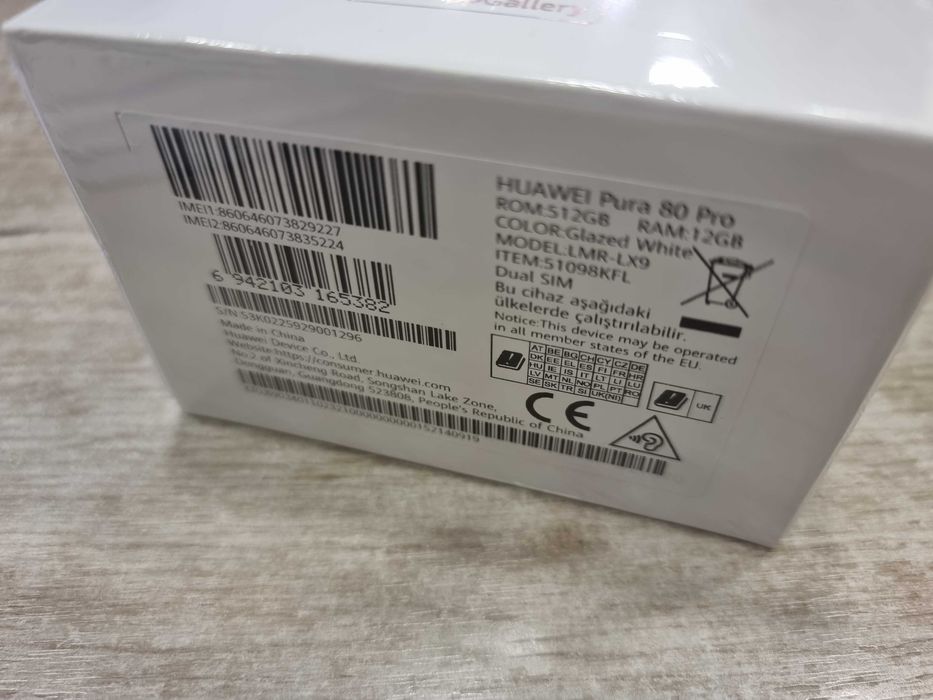 Gallery
IMEI1:860646073829227
IMEI2:860646073835224
6 942103 165382
S/N:S3K0225929001296
Made in China
Huawei Device Co., Ltd.
Website:https://consumer.huawei.com
No.2 of Xincheng Road, Songshan Lake Zone,
Dongguan, Guangdong 523808, People's Republic of China
HUAWEI Pura 80 Pro
ROM:512GB RAM:12GB
COLOR:Glazed White
MODEL:LMR-LX9
ITEM:51098KFL
Dual SIM
Bu cihaz aşağıdaki
ülkelerde çalıştırılabilir.
Notice:This device may be operated
in all member states of the EU.
AT BE BG CH CY CZ DE
DK EE EL ES FI FR HR
HU IE IS IT LT LI LU
LV MT NL NO PL PT RO
SE SK TR SI UK(NI)
UK
CE